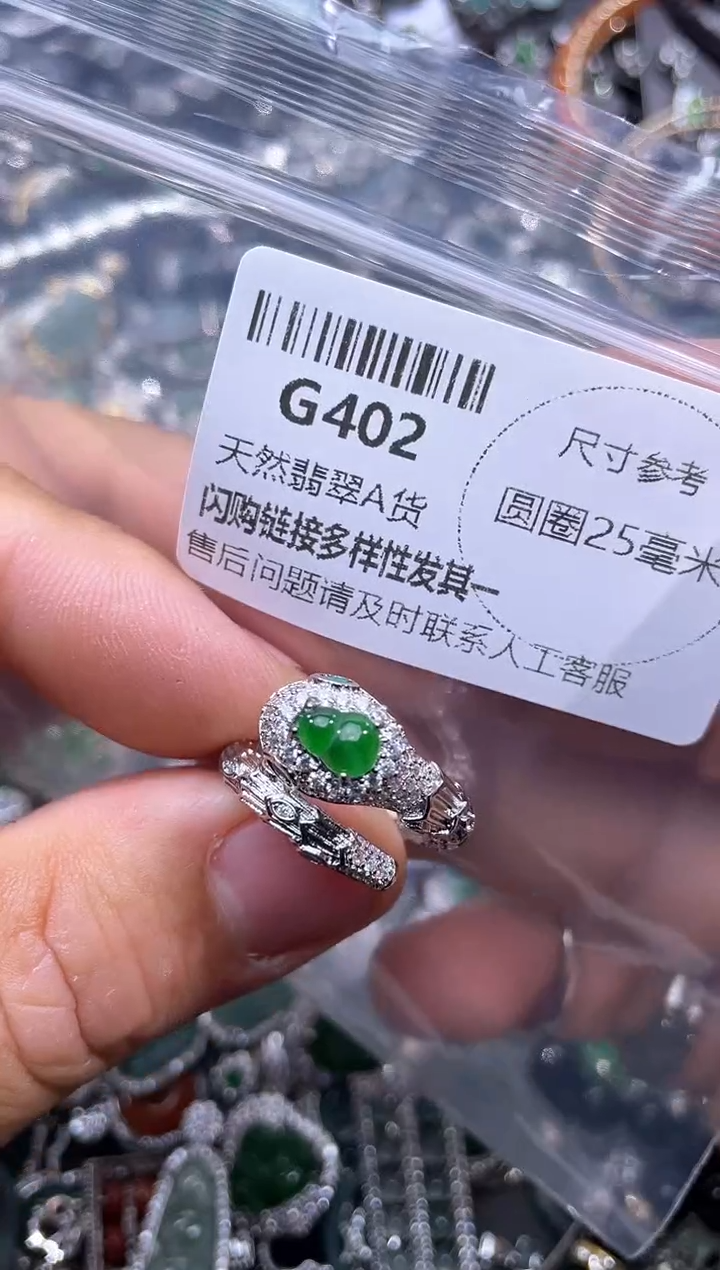 G402
天然翡翠A货
闪购链接多样性发其一
售后问题请及时联系人工客服
尺寸参考
圆圈25毫米